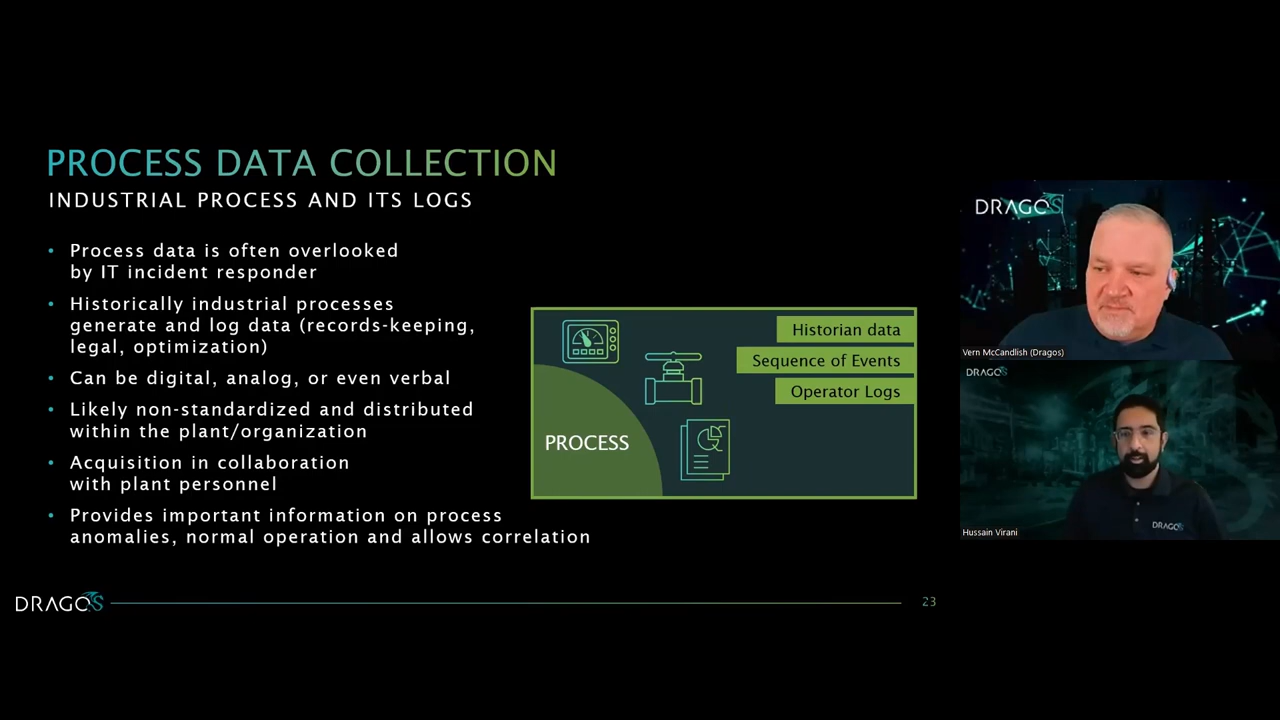 PROCESS DATA COLLECTION
INDUSTRIAL PROCESS AND ITS LOGS
• Process data is often overlooked
by IT incident responder
• Historically industrial processes
generate and log data (records-keeping,
legal, optimization)
• Can be digital, analog, or even verbal
• Likely non-standardized and distributed
within the plant/organization
• Acquisition in collaboration
with plant personnel
• Provides important information on process
anomalies, normal operation and allows correlation
Historian data
Sequence of Events
Operator Logs
PROCESS
DRAGOS
23
DRAGOS
Vern McCandlish (Dragos)
DRAGOS
DRAGOS
Hussain Virani